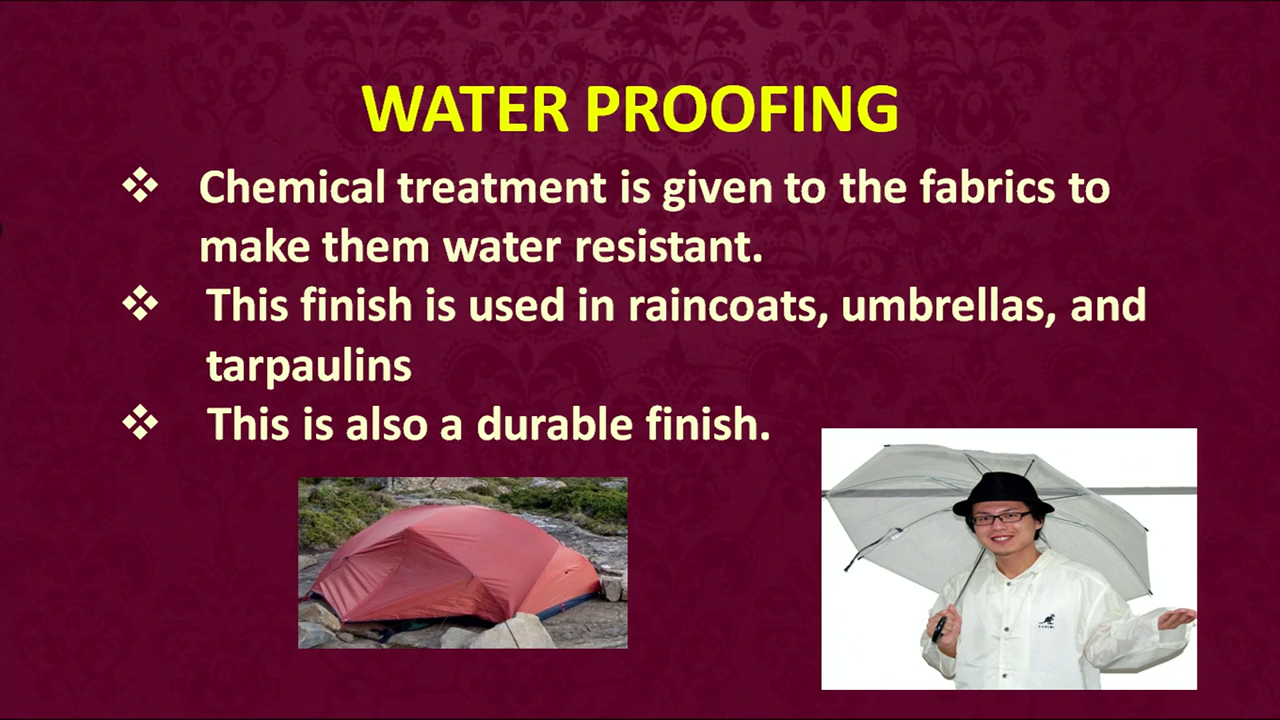 WATER PROOFING
❖ Chemical treatment is given to the fabrics to
make them water resistant.
❖ This finish is used in raincoats, umbrellas, and
tarpaulins
❖ This is also a durable finish.